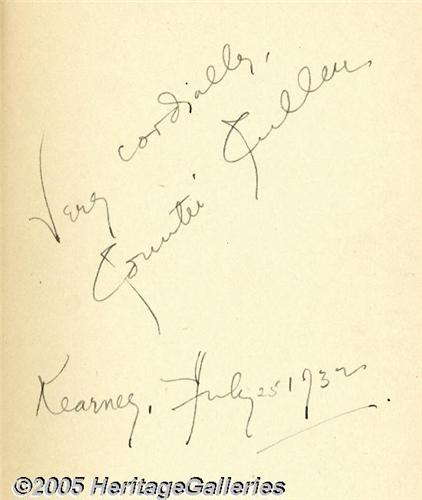 Very cordially,
Countee Cullen
Kearney, July 25 1932
©2005 HeritageGalleries